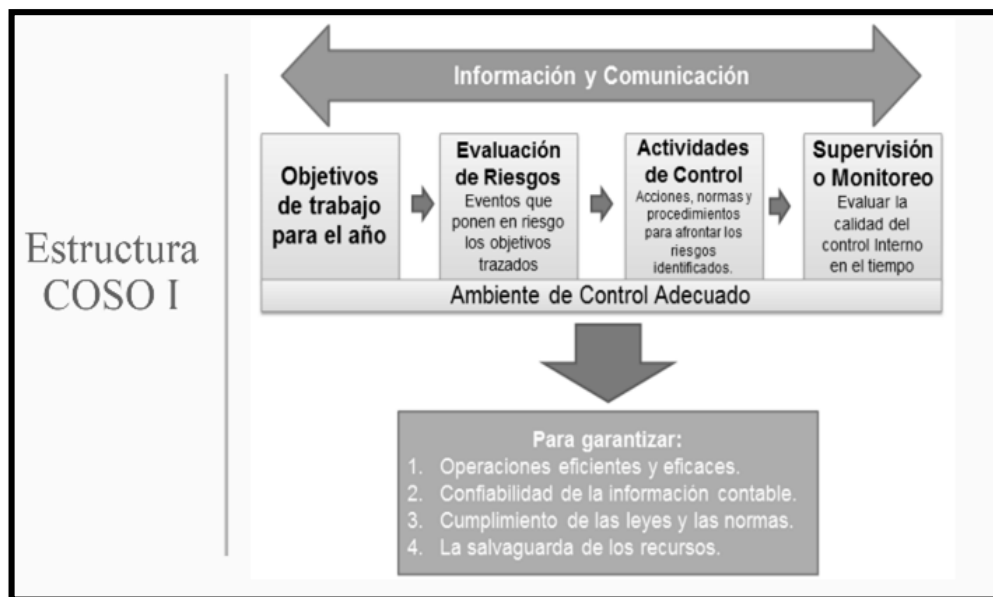 Estructura
COSO I
Información y Comunicación
Objetivos
de trabajo
para el año
Evaluación
de Riesgos
Eventos que
ponen en riesgo
los objetivos
trazados
Actividades
de Control
Acciones, normas y
procedimientos
para afrontar los
riesgos
identificados.
Supervisión
o Monitoreo
Evaluar la
calidad del
control Interno
en el tiempo
Ambiente de Control Adecuado
Para garantizar:
1. Operaciones eficientes y eficaces.
2. Confiabilidad de la información contable.
3. Cumplimiento de las leyes y las normas.
4. La salvaguarda de los recursos.